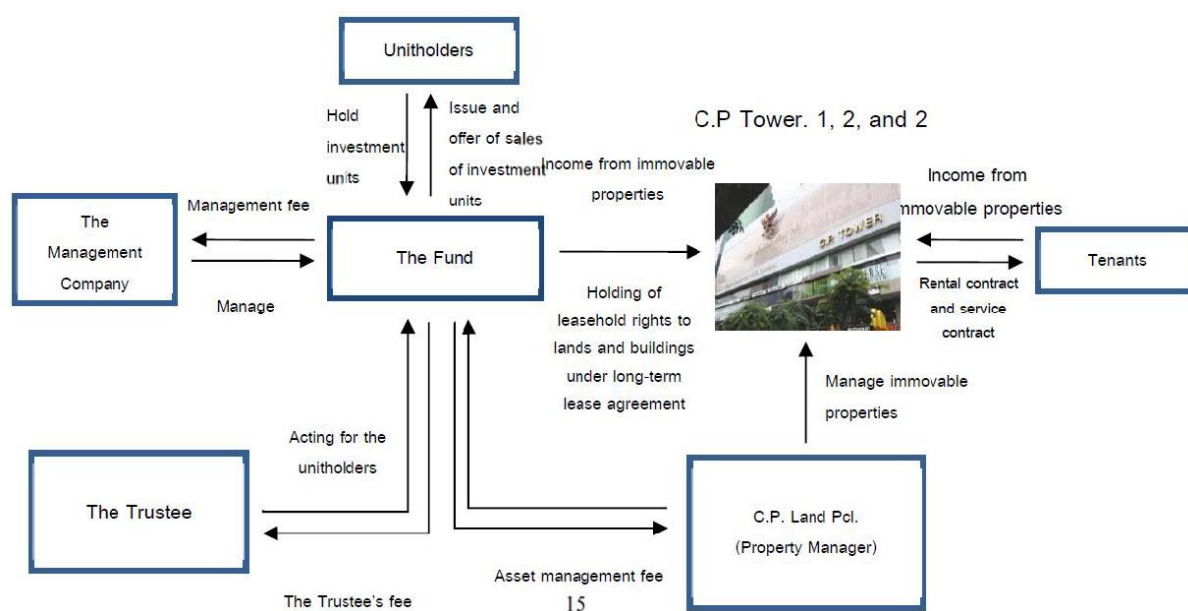 Unitholders
Hold
investment
units
Issue and
offer of sales
of investment
units
C.P Tower. 1, 2, and 2
Income from immovable
properties
Income from
immovable properties
The
Management
Company
Management fee
Manage
The Fund
C.P. TOWER
Tenants
Rental contract
and service
contract
Holding of
leasehold rights to
lands and buildings
under long-term
lease agreement
Manage immovable
properties
Acting for the
unitholders
The Trustee
C.P. Land Pcl.
(Property Manager)
Asset management fee
The Trustee's fee
15